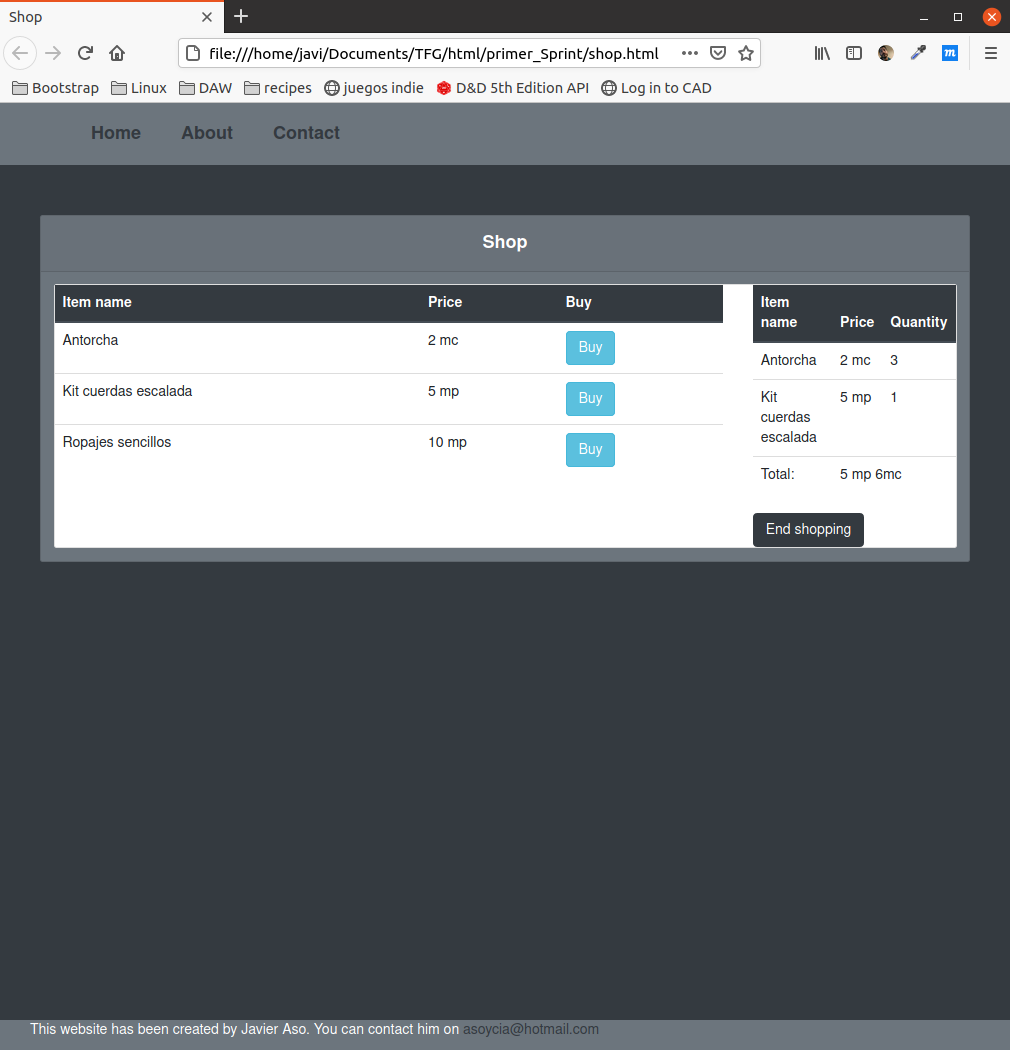 Shop
file:///home/javi/Documents/TFG/html/primer_Sprint/shop.html
m
Bootstrap Linux DAW recipes juegos indie D&D 5th Edition API Log in to CAD
Home About Contact
Shop
Item name Price Buy
Antorcha 2 mc Buy
Kit cuerdas escalada 5 mp Buy
Ropajes sencillos 10 mp Buy
Item
name Price Quantity
Antorcha 2 mc 3
Kit 5 mp 1
cuerdas
escalada
Total: 5 mp 6mc
End shopping
This website has been created by Javier Aso. You can contact him on asoycia@hotmail.com